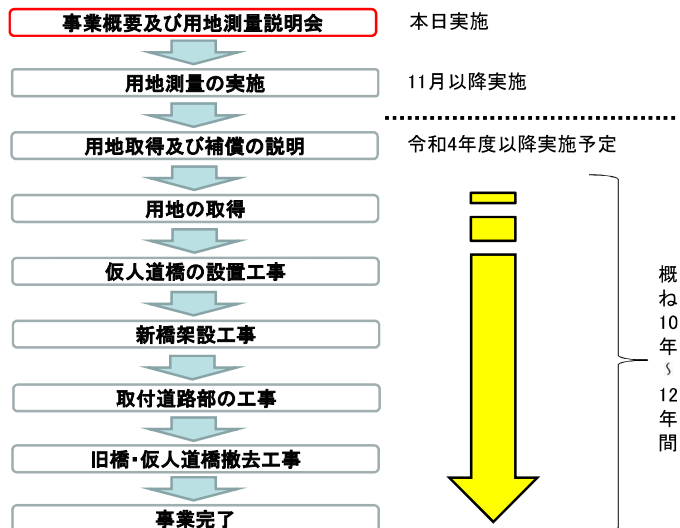 事業概要及び用地測量説明会
本日実施
用地測量の実施
11月以降実施
用地取得及び補償の説明
令和4年度以降実施予定
用地の取得
仮人道橋の設置工事
新橋架設工事
取付道路部の工事
旧橋・仮人道橋撤去工事
事業完了
概ね10年~12年間